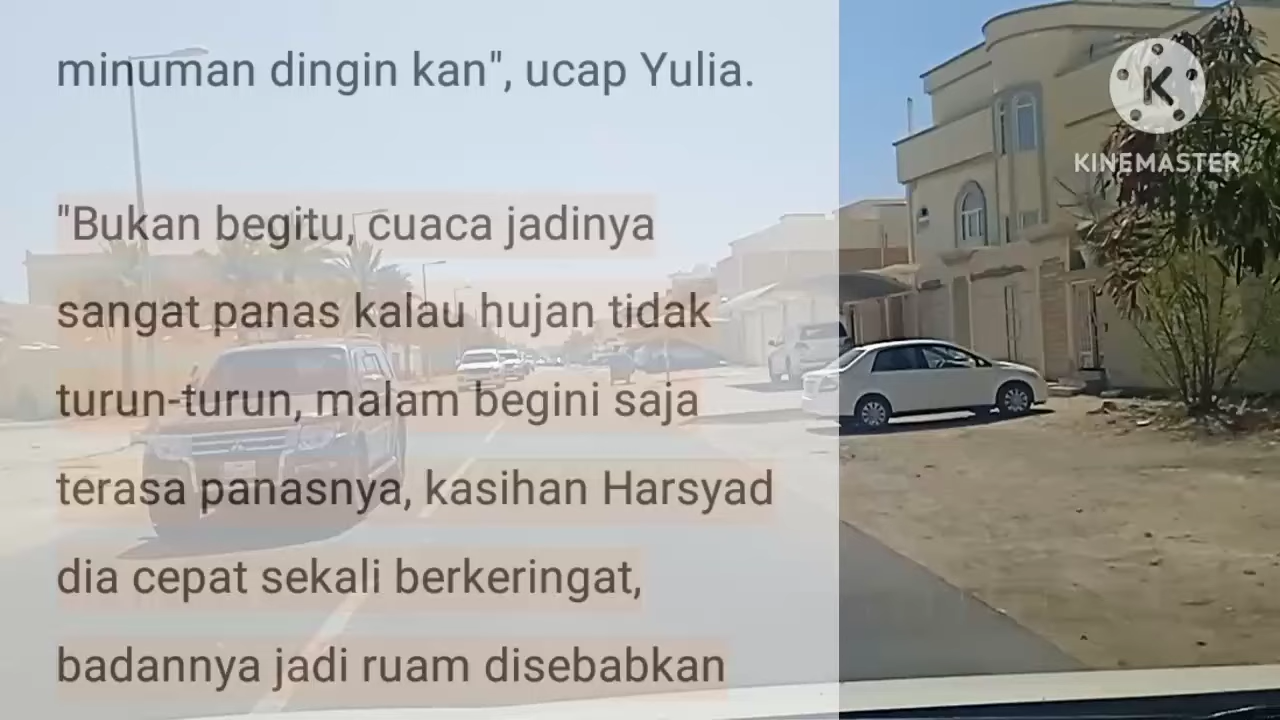 minuman dingin kan", ucap Yulia.
"Bukan begitu, cuaca jadinya
sangat panas kalau hujan tidak
turun-turun, malam begini saja
terasa panasnya, kasihan Harsyad
dia cepat sekali berkeringat,
badannya jadi ruam disebabkan
K
KINEMASTER